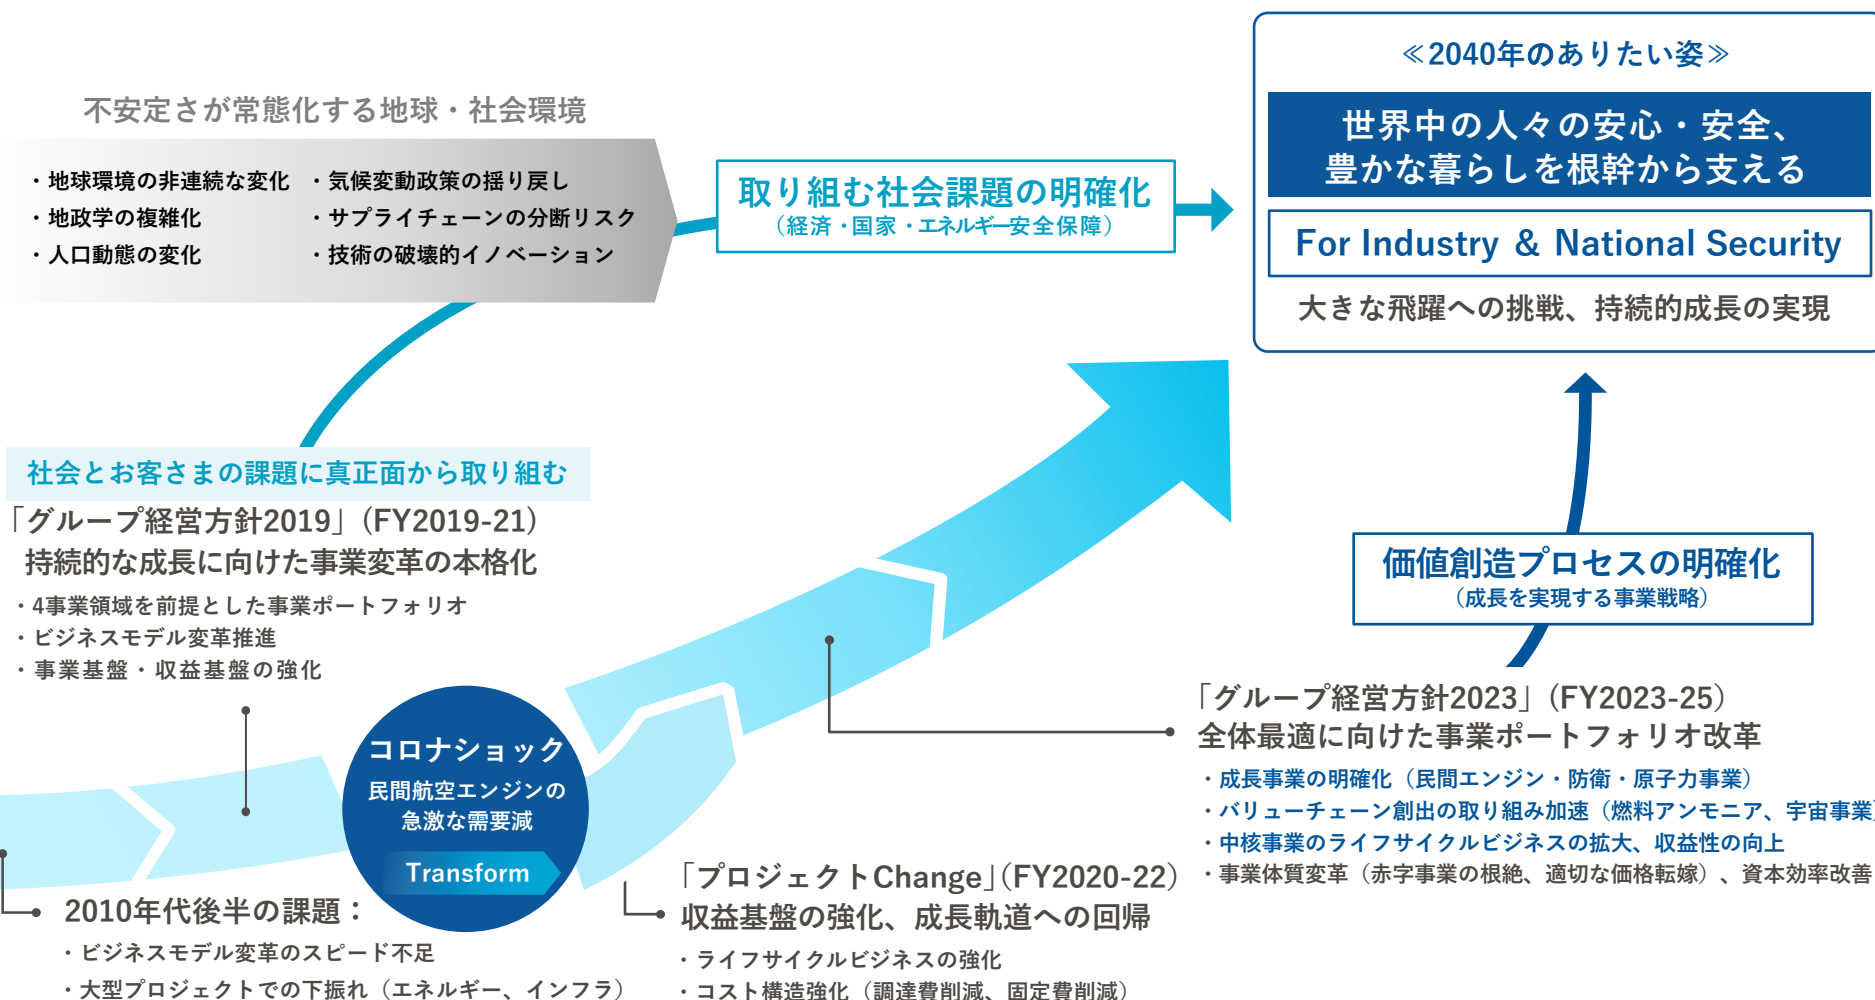 ≪2040年のありたい姿≫
世界中の人々の安心・安全、
豊かな暮らしを根幹から支える
For Industry & National Security
大きな飛躍への挑戦、持続的成長の実現
不安定さが常態化する地球・社会環境
・地球環境の非連続な変化
・地政学の複雑化
・人口動態の変化
・気候変動政策の揺り戻し
・サプライチェーンの分断リスク
・技術の破壊的イノベーション
取り組む社会課題の明確化
（経済・国家・エネルギー安全保障）
社会とお客さまの課題に真正面から取り組む
「グループ経営方針2019」（FY2019-21）
持続的な成長に向けた事業変革の本格化
・4事業領域を前提とした事業ポートフォリオ
・ビジネスモデル変革推進
・事業基盤・収益基盤の強化
コロナショック
民間航空エンジンの
急激な需要減
Transform
2010年代後半の課題：
・ビジネスモデル変革のスピード不足
・大型プロジェクトでの下振れ（エネルギー、インフラ）
「プロジェクトChange」（FY2020-22）
収益基盤の強化、成長軌道への回帰
・ライフサイクルビジネスの強化
・コスト構造強化（調達費削減、固定費削減）
価値創造プロセスの明確化
（成長を実現する事業戦略）
「グループ経営方針2023」（FY2023-25）
全体最適に向けた事業ポートフォリオ改革
・成長事業の明確化（民間エンジン・防衛・原子力事業）
・バリューチェーン創出の取り組み加速（燃料アンモニア、宇宙事業）
・中核事業のライフサイクルビジネスの拡大、収益性の向上
・事業体質変革（赤字事業の根絶、適切な価格転嫁）、資本効率改善